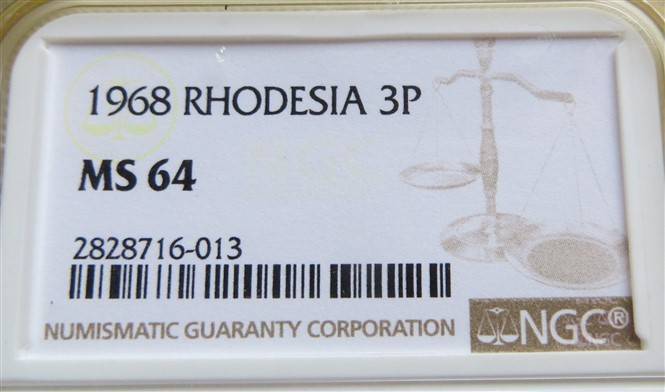 1968 RHODESIA 3P
MS 64
2828716-013
NUMISMATIC GUARANTY CORPORATION
NGC®